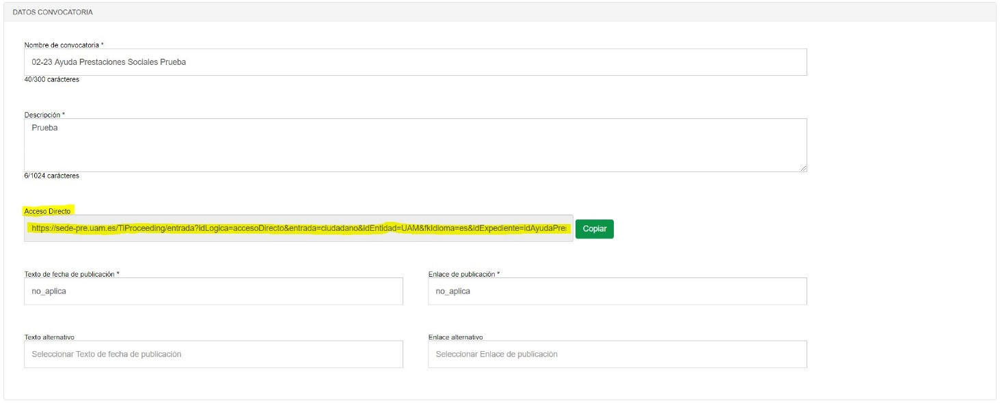 DATOS CONVOCATORIA
Nombre de convocatoria *
02-23 Ayuda Prestaciones Sociales Prueba
40/300 carácteres
Descripción *
Prueba
6/1024 carácteres
Acceso Directo
https://sede-pre.uam.es/TiProceeding/entrada?idLogica=accesoDirecto&entrada=ciudadano&idEntidad=UAM&fkIdioma=es&idExpediente=idAyudaPre Copiar
Texto de fecha de publicación * Enlace de publicación *
no_aplica no_aplica
Texto alternativo Enlace alternativo
Seleccionar Texto de fecha de publicación Seleccionar Enlace de publicación